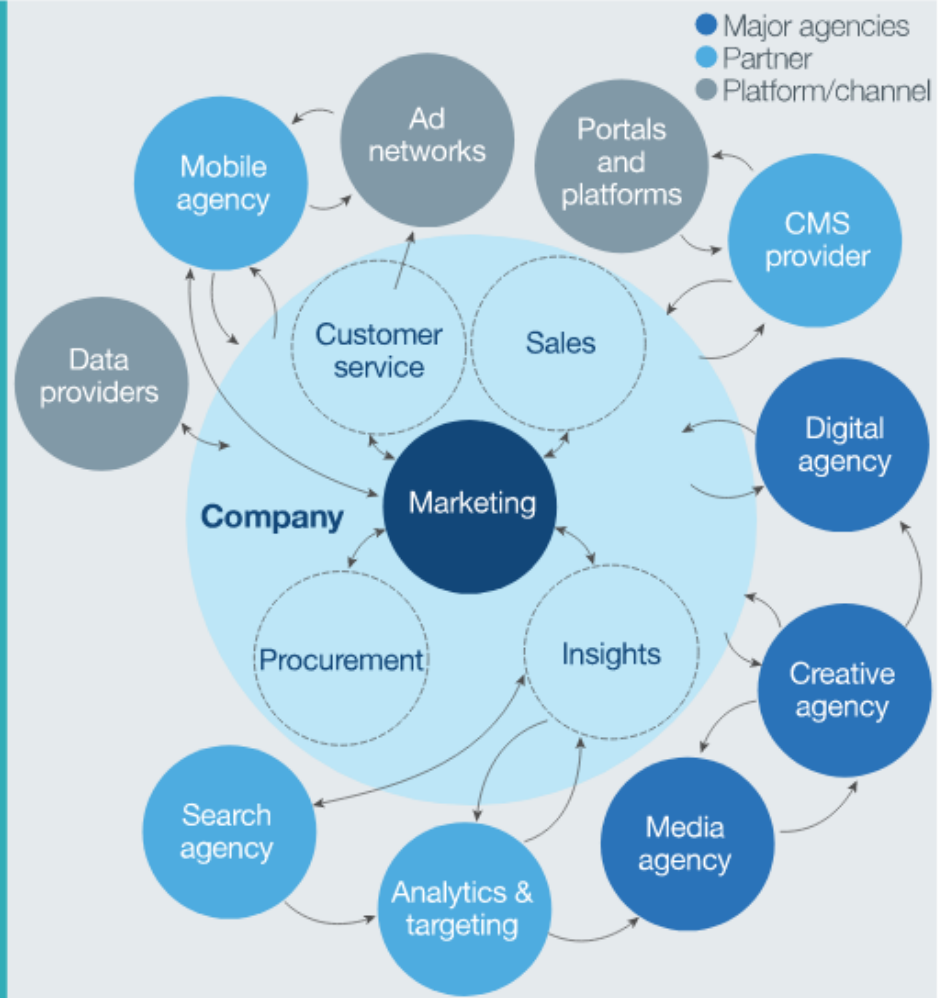 Major agencies
Partner
Platform/channel
Ad
networks
Portals
and
platforms
Mobile
agency
CMS
provider
Customer
service
Sales
Data
providers
Digital
agency
Marketing
Company
Procurement
Insights
Creative
agency
Search
agency
Media
agency
Analytics &
targeting